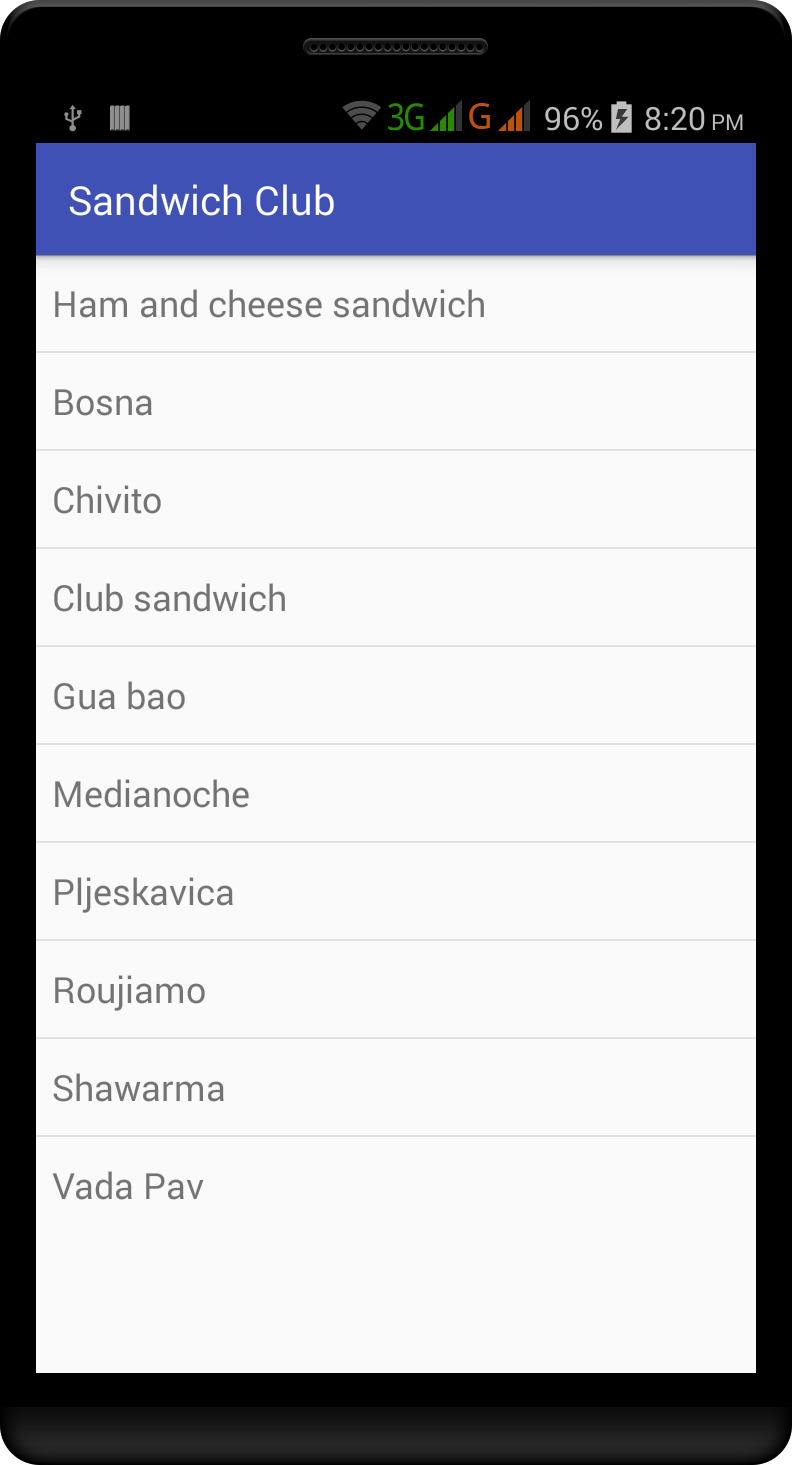 3G G 96% 8:20 PM
Sandwich Club
Ham and cheese sandwich
Bosna
Chivito
Club sandwich
Gua bao
Medianoche
Pljeskavica
Roujiamo
Shawarma
Vada Pav